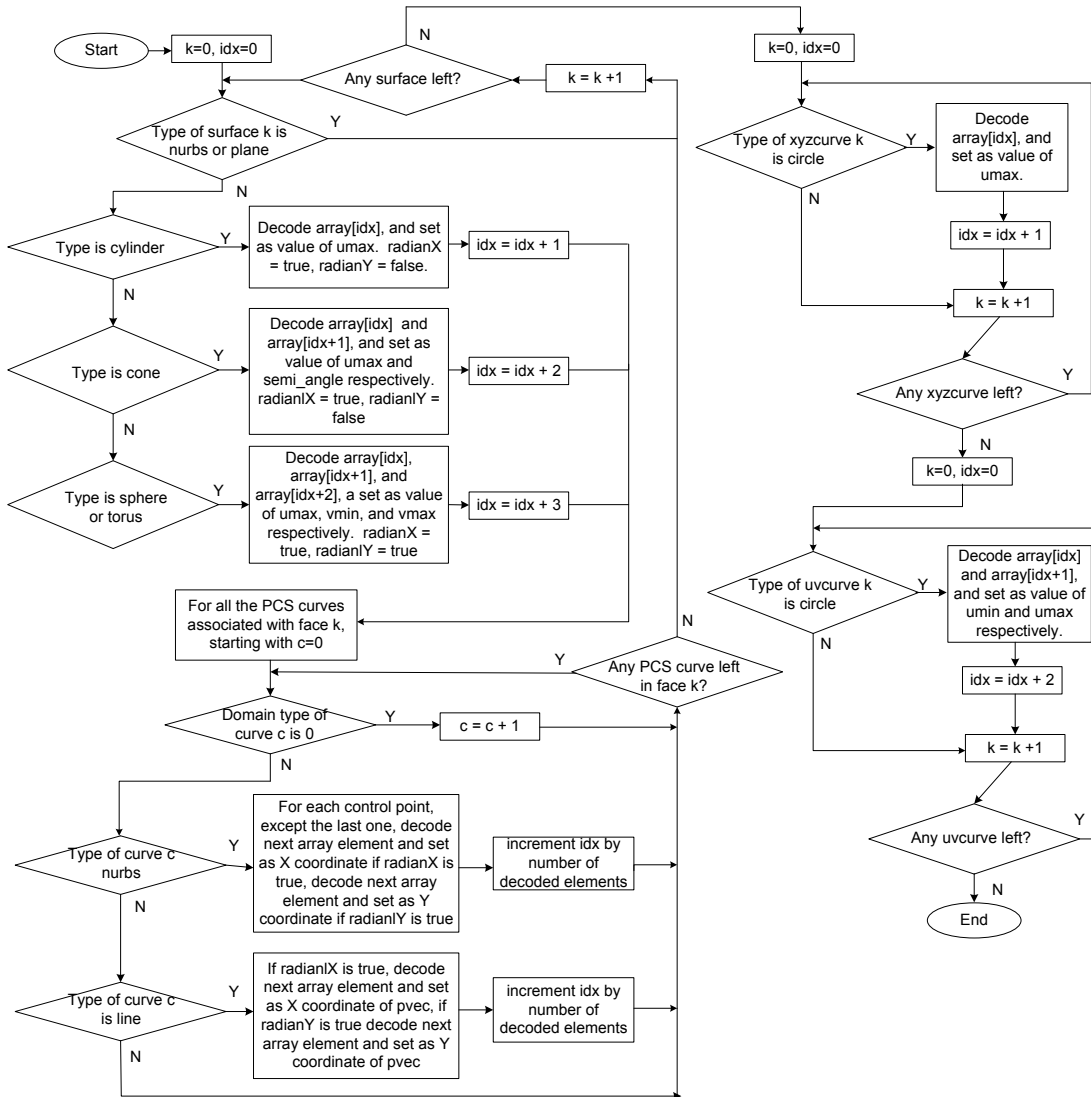 Start
k=0, idx=0
N
Any surface left?
k = k +1
Type of surface k is
nurbs or plane
Y
N
Type is cylinder
Y
Decode array[idx], and set
as value of umax.  radianX
= true, radianY = false.
idx = idx + 1
N
Type is cone
Y
Decode array[idx]  and
array[idx+1], and set as
value of umax and
semi_angle respectively.
radianlX = true, radianlY =
false
idx = idx + 2
N
Type is sphere
or torus
Y
Decode array[idx],
array[idx+1], and
array[idx+2], a set as value
of umax, vmin, and vmax
respectively.  radianX =
true, radianlY = true
idx = idx + 3
For all the PCS curves
associated with face k,
starting with c=0
N
Y
Any PCS curve left
in face k?
Domain type of
curve c is 0
Y
c = c + 1
N
Type of curve c
nurbs
Y
For each control point,
except the last one, decode
next array element and set
as X coordinate if radianX is
true, decode next array
element and set as Y
coordinate if radianlY is true
increment idx by
number of
decoded elements
N
Type of curve c
is line
Y
If radianlX is true, decode
next array element and set
as X coordinate of pvec, if
radianY is true decode next
array element and set as Y
coordinate of pvec
increment idx by
number of
decoded elements
N
k=0, idx=0
Type of xyzcurve k
is circle
Y
Decode
array[idx], and
set as value of
umax.
N
idx = idx + 1
k = k +1
Any xyzcurve left?
Y
N
k=0, idx=0
Type of uvcurve k
is circle
Y
Decode array[idx]
and array[idx+1],
and set as value of
umin and umax
respectively.
N
idx = idx + 2
k = k +1
Any uvcurve left?
Y
N
End